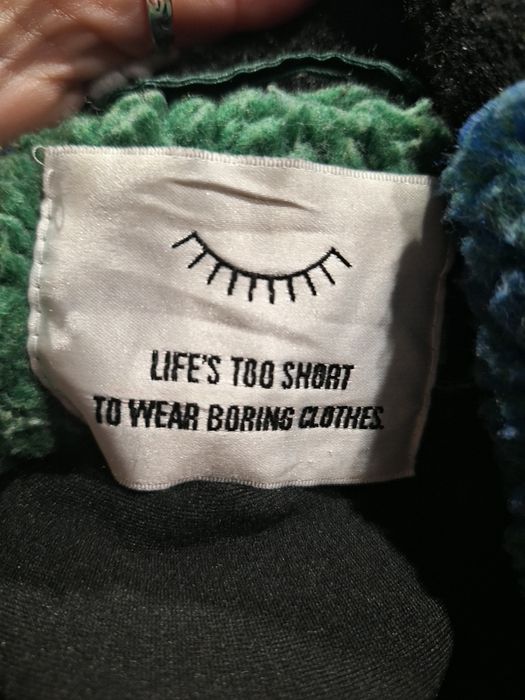 LIFE'S TOO SHORT
TO WEAR BORING CLOTHES.